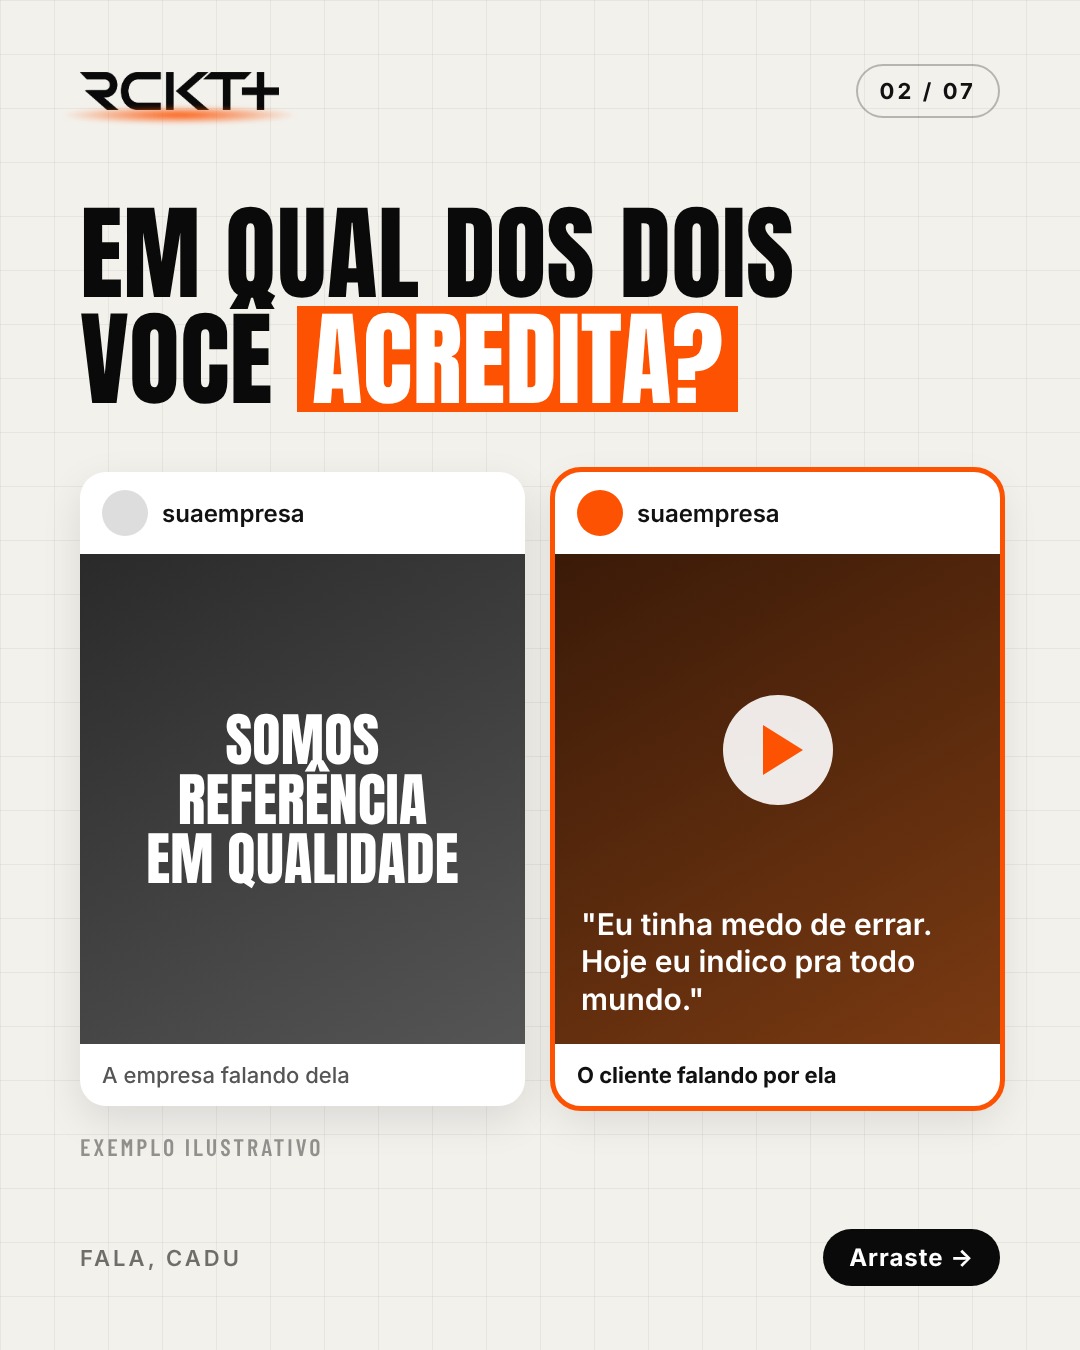 RCKT+
02 / 07
EM QUAL DOS DOIS
VOCÊ ACREDITA?
suaempresa
SOMOS
REFERÊNCIA
EM QUALIDADE
A empresa falando dela
suaempresa
"Eu tinha medo de errar.
Hoje eu indico pra todo
mundo."
O cliente falando por ela
EXEMPLO ILUSTRATIVO
FALA, CADU
Arraste →